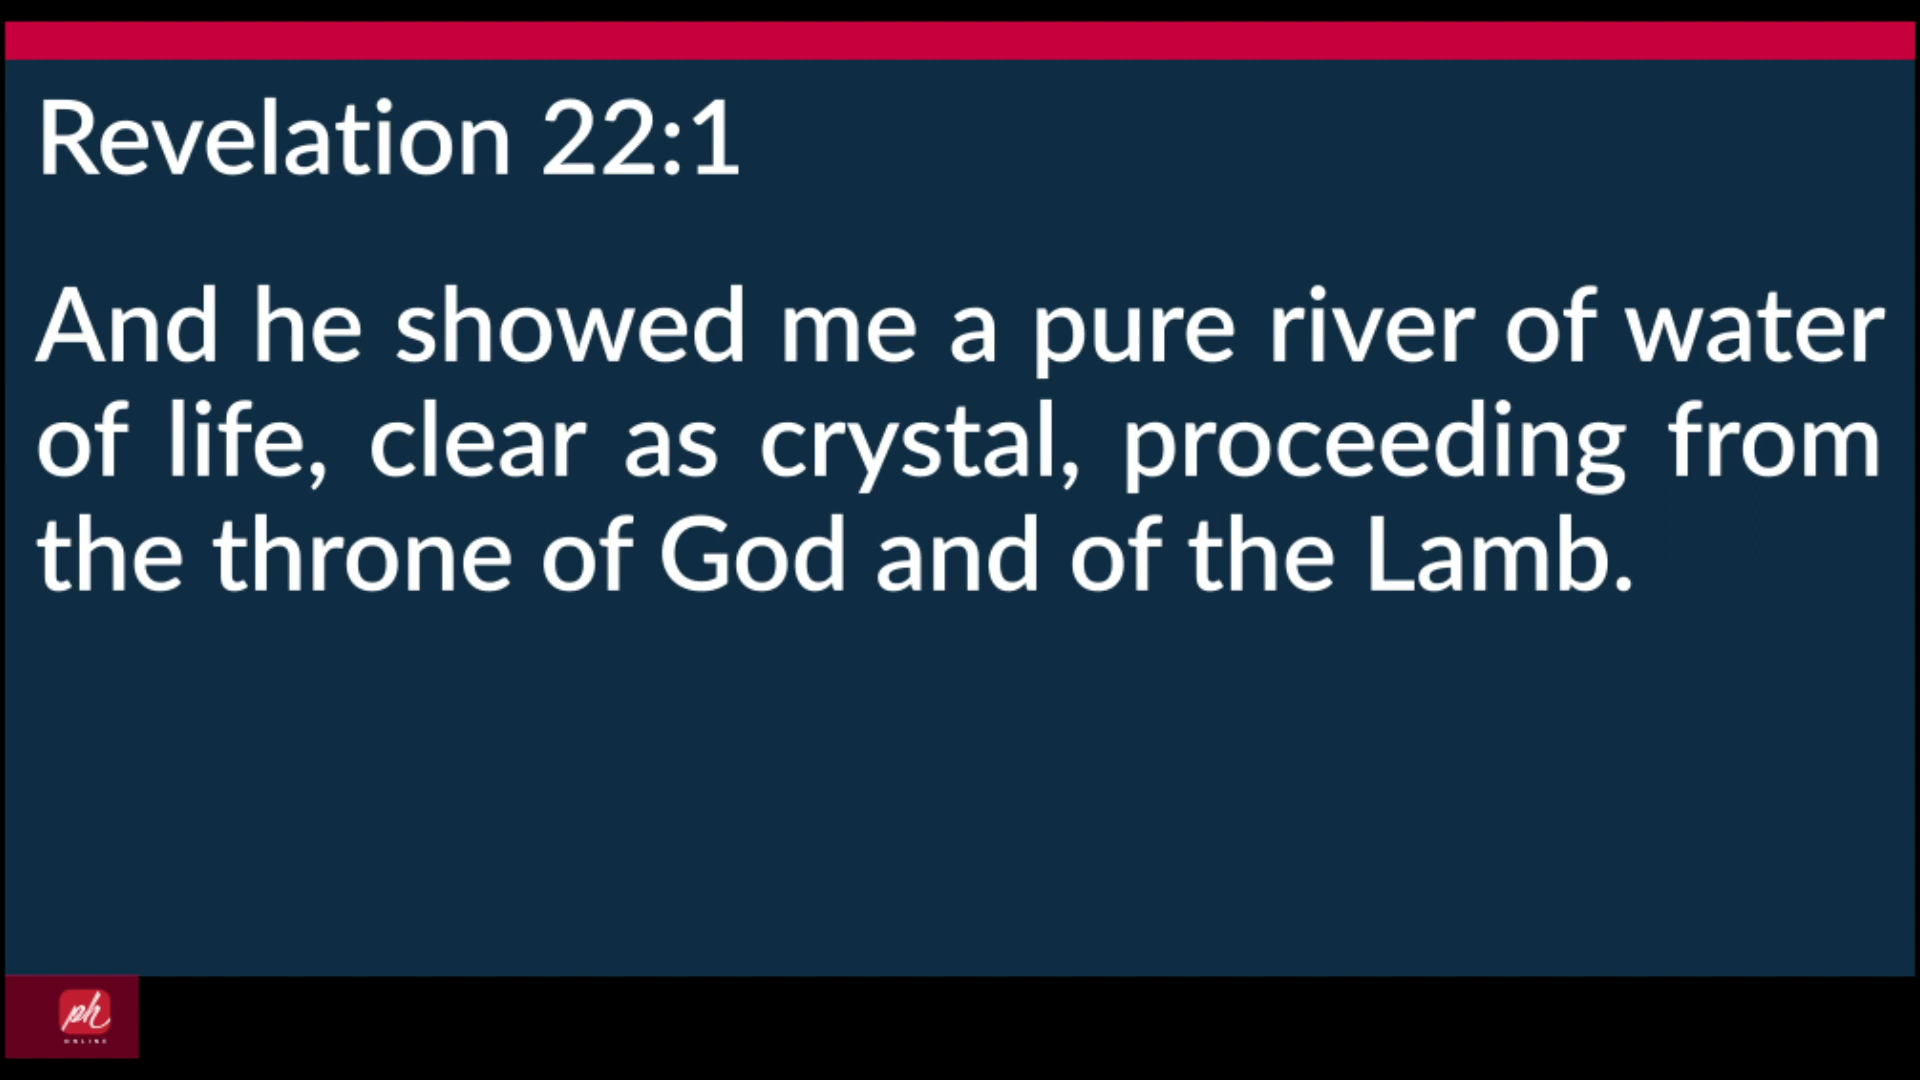 Revelation 22:1
And he showed me a pure river of water
of life, clear as crystal, proceeding from
the throne of God and of the Lamb.
ph
ONLINE